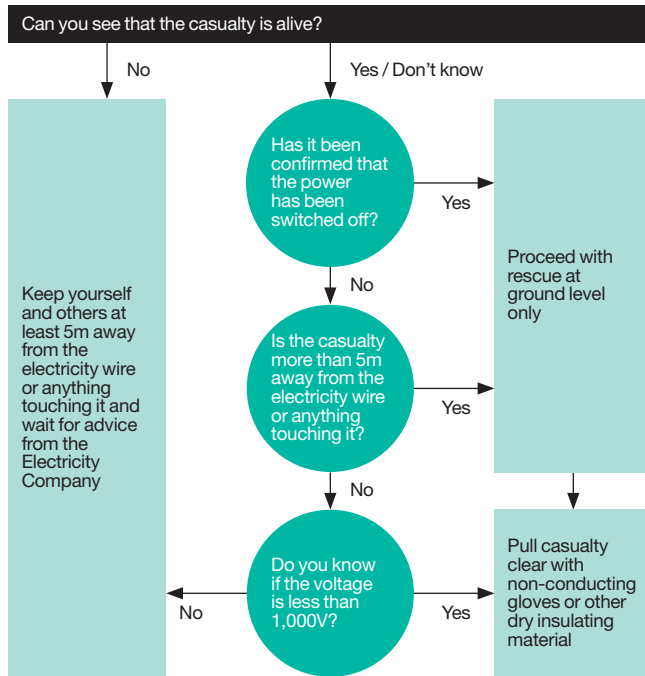 Can you see that the casualty is alive?
No
Yes / Don’t know
Has it been
confirmed that
the power
has been
switched off?
Yes
No
Proceed with
rescue at
ground level
only
Keep yourself
and others at
least 5m away
from the
electricity wire
or anything
touching it and
wait for advice
from the
Electricity
Company
Is the casualty
more than 5m
away from the
electricity wire
or anything
touching it?
Yes
No
Do you know
if the voltage
is less than
1,000V?
No
Yes
Pull casualty
clear with
non-conducting
gloves or other
dry insulating
material